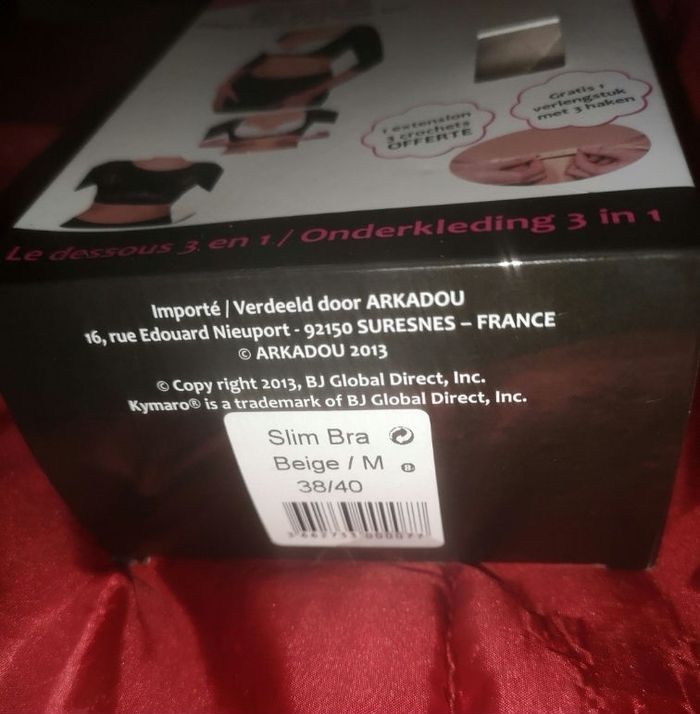 1 extension
3 crochets
OFFERTE
Gratis 1
verlengstuk
met 3 haken
Le dessous 3 en 1 / Onderkleding 3 in 1
Importé / Verdeeld door ARKADOU
16, rue Edouard Nieuport - 92150 SURESNES – FRANCE
© ARKADOU 2013
© Copy right 2013, BJ Global Direct, Inc.
Kymaro® is a trademark of BJ Global Direct, Inc.
Slim Bra
Beige / M
38/40